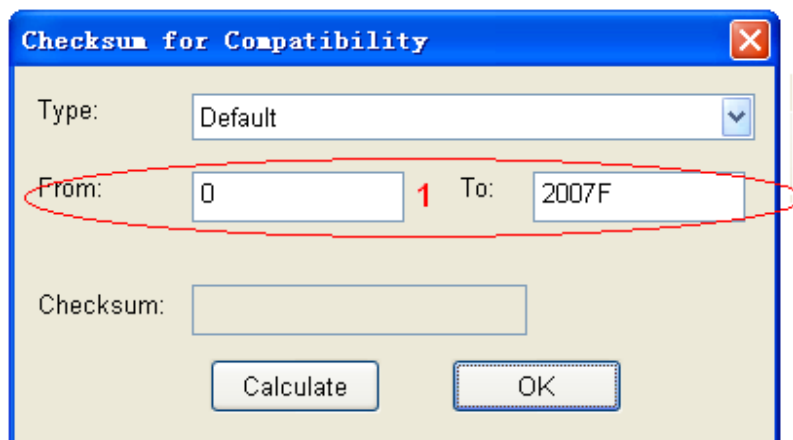 Checksum for Compatibility
Type: Default
From: 0 1 To: 2007F
Checksum:
Calculate OK